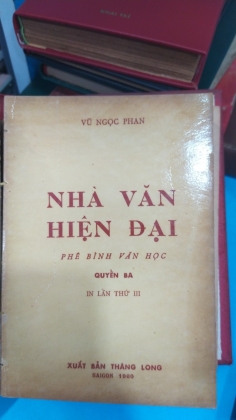 VŨ NGỌC PHAN
NHÀ VĂN
HIỆN ĐẠI
PHÊ BÌNH VĂN HỌC
QUYỂN BA
IN LẦN THỨ III
XUẤT BẢN THĂNG LONG
SAIGON 1960